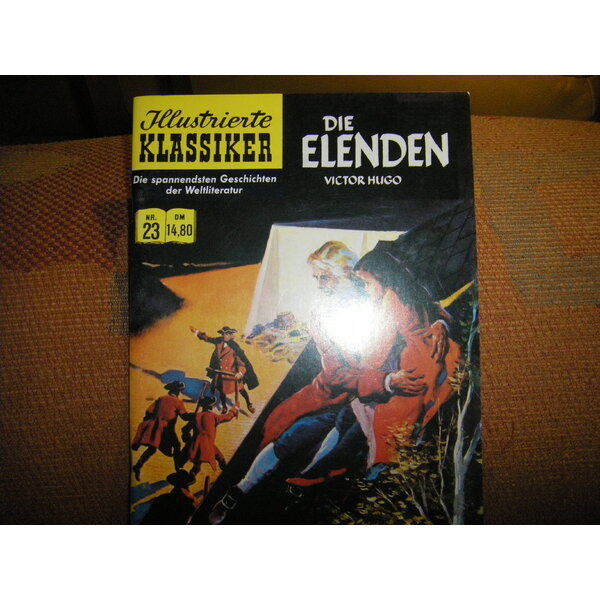 Illustrierte
KLASSIKER
Die spannendsten Geschichten
der Weltliteratur
NR. DM
23 14,80
DIE
ELENDEN
VICTOR HUGO